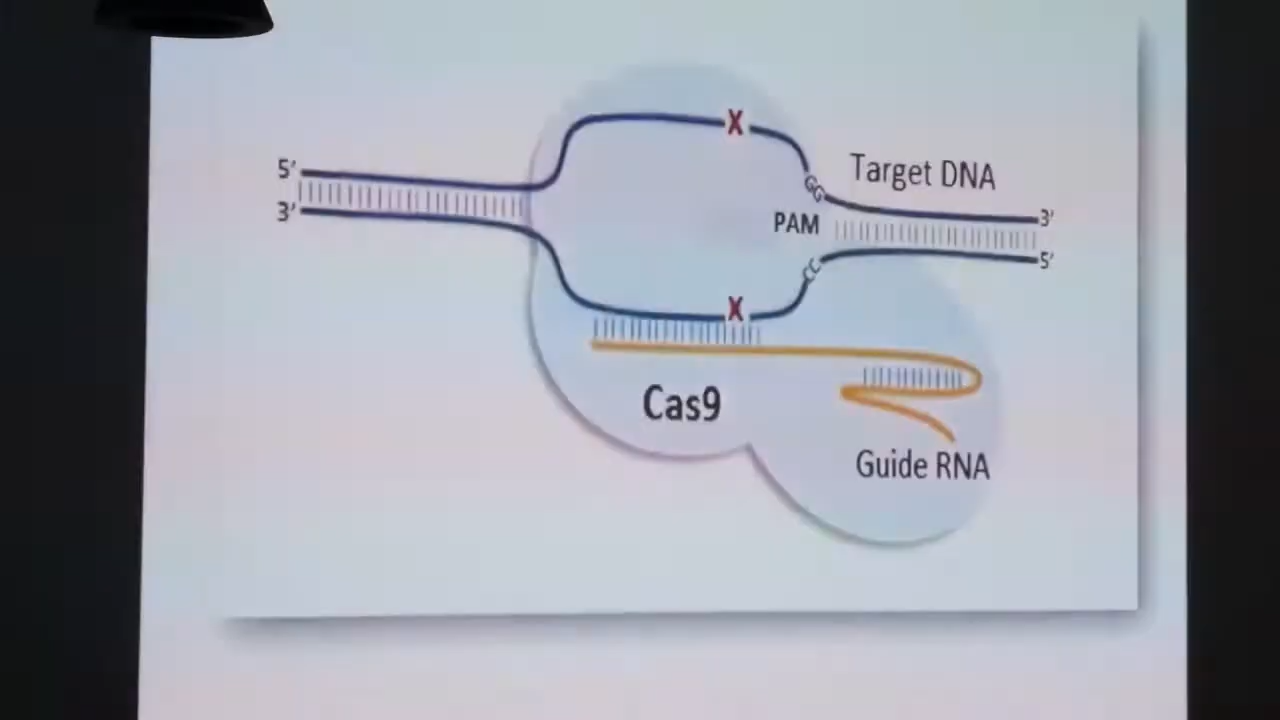 5'
3'
X
GG
Target DNA
PAM
3'
5'
CC
X
Cas9
Guide RNA